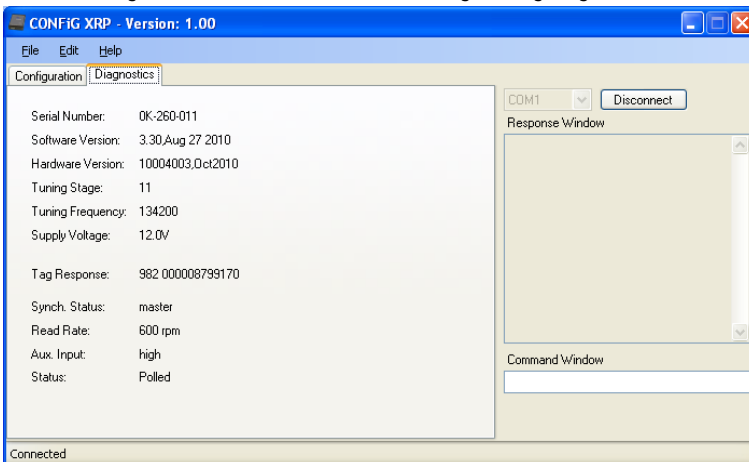 CONFiG XRP - Version: 1.00
File Edit Help
Configuration Diagnostics
COM1 Disconnect
Response Window
Serial Number: 0K-260-011
Software Version: 3.30,Aug 27 2010
Hardware Version: 10004003,Oct2010
Tuning Stage: 11
Tuning Frequency: 134200
Supply Voltage: 12.0V
Tag Response: 982 000008799170
Synch. Status: master
Read Rate: 600 rpm
Aux. Input: high
Status: Polled
Command Window
Connected